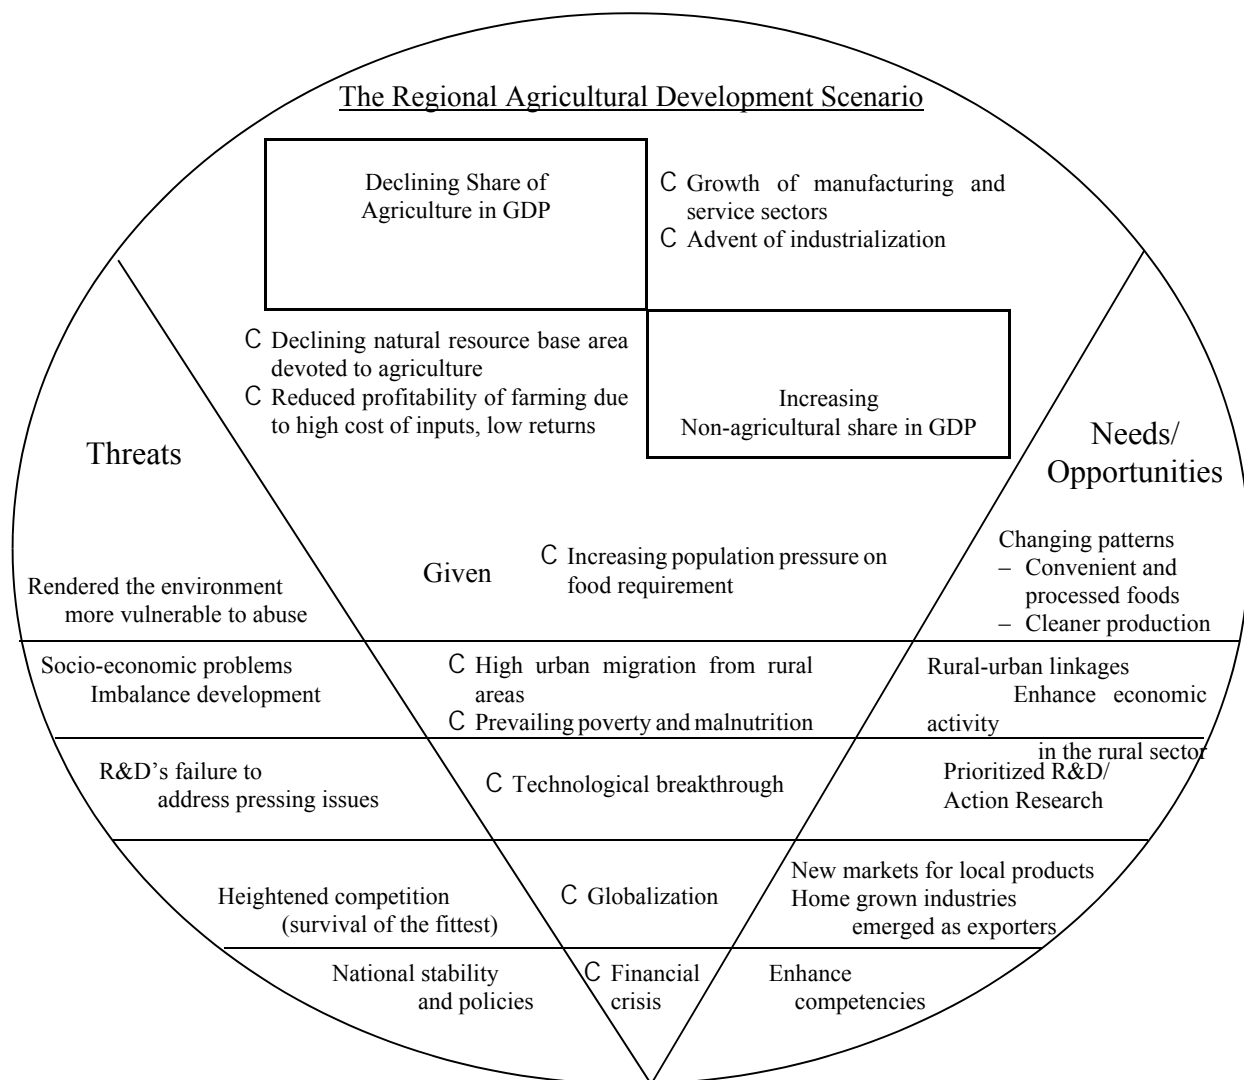 The Regional Agricultural Development Scenario
Declining Share of
Agriculture in GDP
C Growth of manufacturing and
service sectors
C Advent of industrialization
C Declining natural resource base area
devoted to agriculture
C Reduced profitability of farming due
to high cost of inputs, low returns
Increasing
Non-agricultural share in GDP
Threats
Needs/
Opportunities
Given
C Increasing population pressure on
food requirement
Rendered the environment
more vulnerable to abuse
Changing patterns
– Convenient and
processed foods
– Cleaner production
Socio-economic problems
Imbalance development
C High urban migration from rural
areas
C Prevailing poverty and malnutrition
Rural-urban linkages
Enhance economic
activity
in the rural sector
R&D’s failure to
address pressing issues
C Technological breakthrough
Prioritized R&D/
Action Research
Heightened competition
(survival of the fittest)
C Globalization
New markets for local products
Home grown industries
emerged as exporters
National stability
and policies
C Financial
crisis
Enhance
competencies